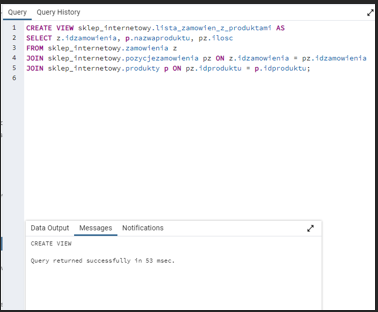 Query Query History
1 CREATE VIEW sklep_internetowy.lista_zamowien_z_produktami AS
2 SELECT z.idzamowienia, p.nazwaproduktu, pz.ilosc
3 FROM sklep_internetowy.zamowienia z
4 JOIN sklep_internetowy.pozycjezamowienia pz ON z.idzamowienia = pz.idzamowienia
5 JOIN sklep_internetowy.produkty p ON pz.idproduktu = p.idproduktu;
6
Data Output Messages Notifications
CREATE VIEW
Query returned successfully in 53 msec.